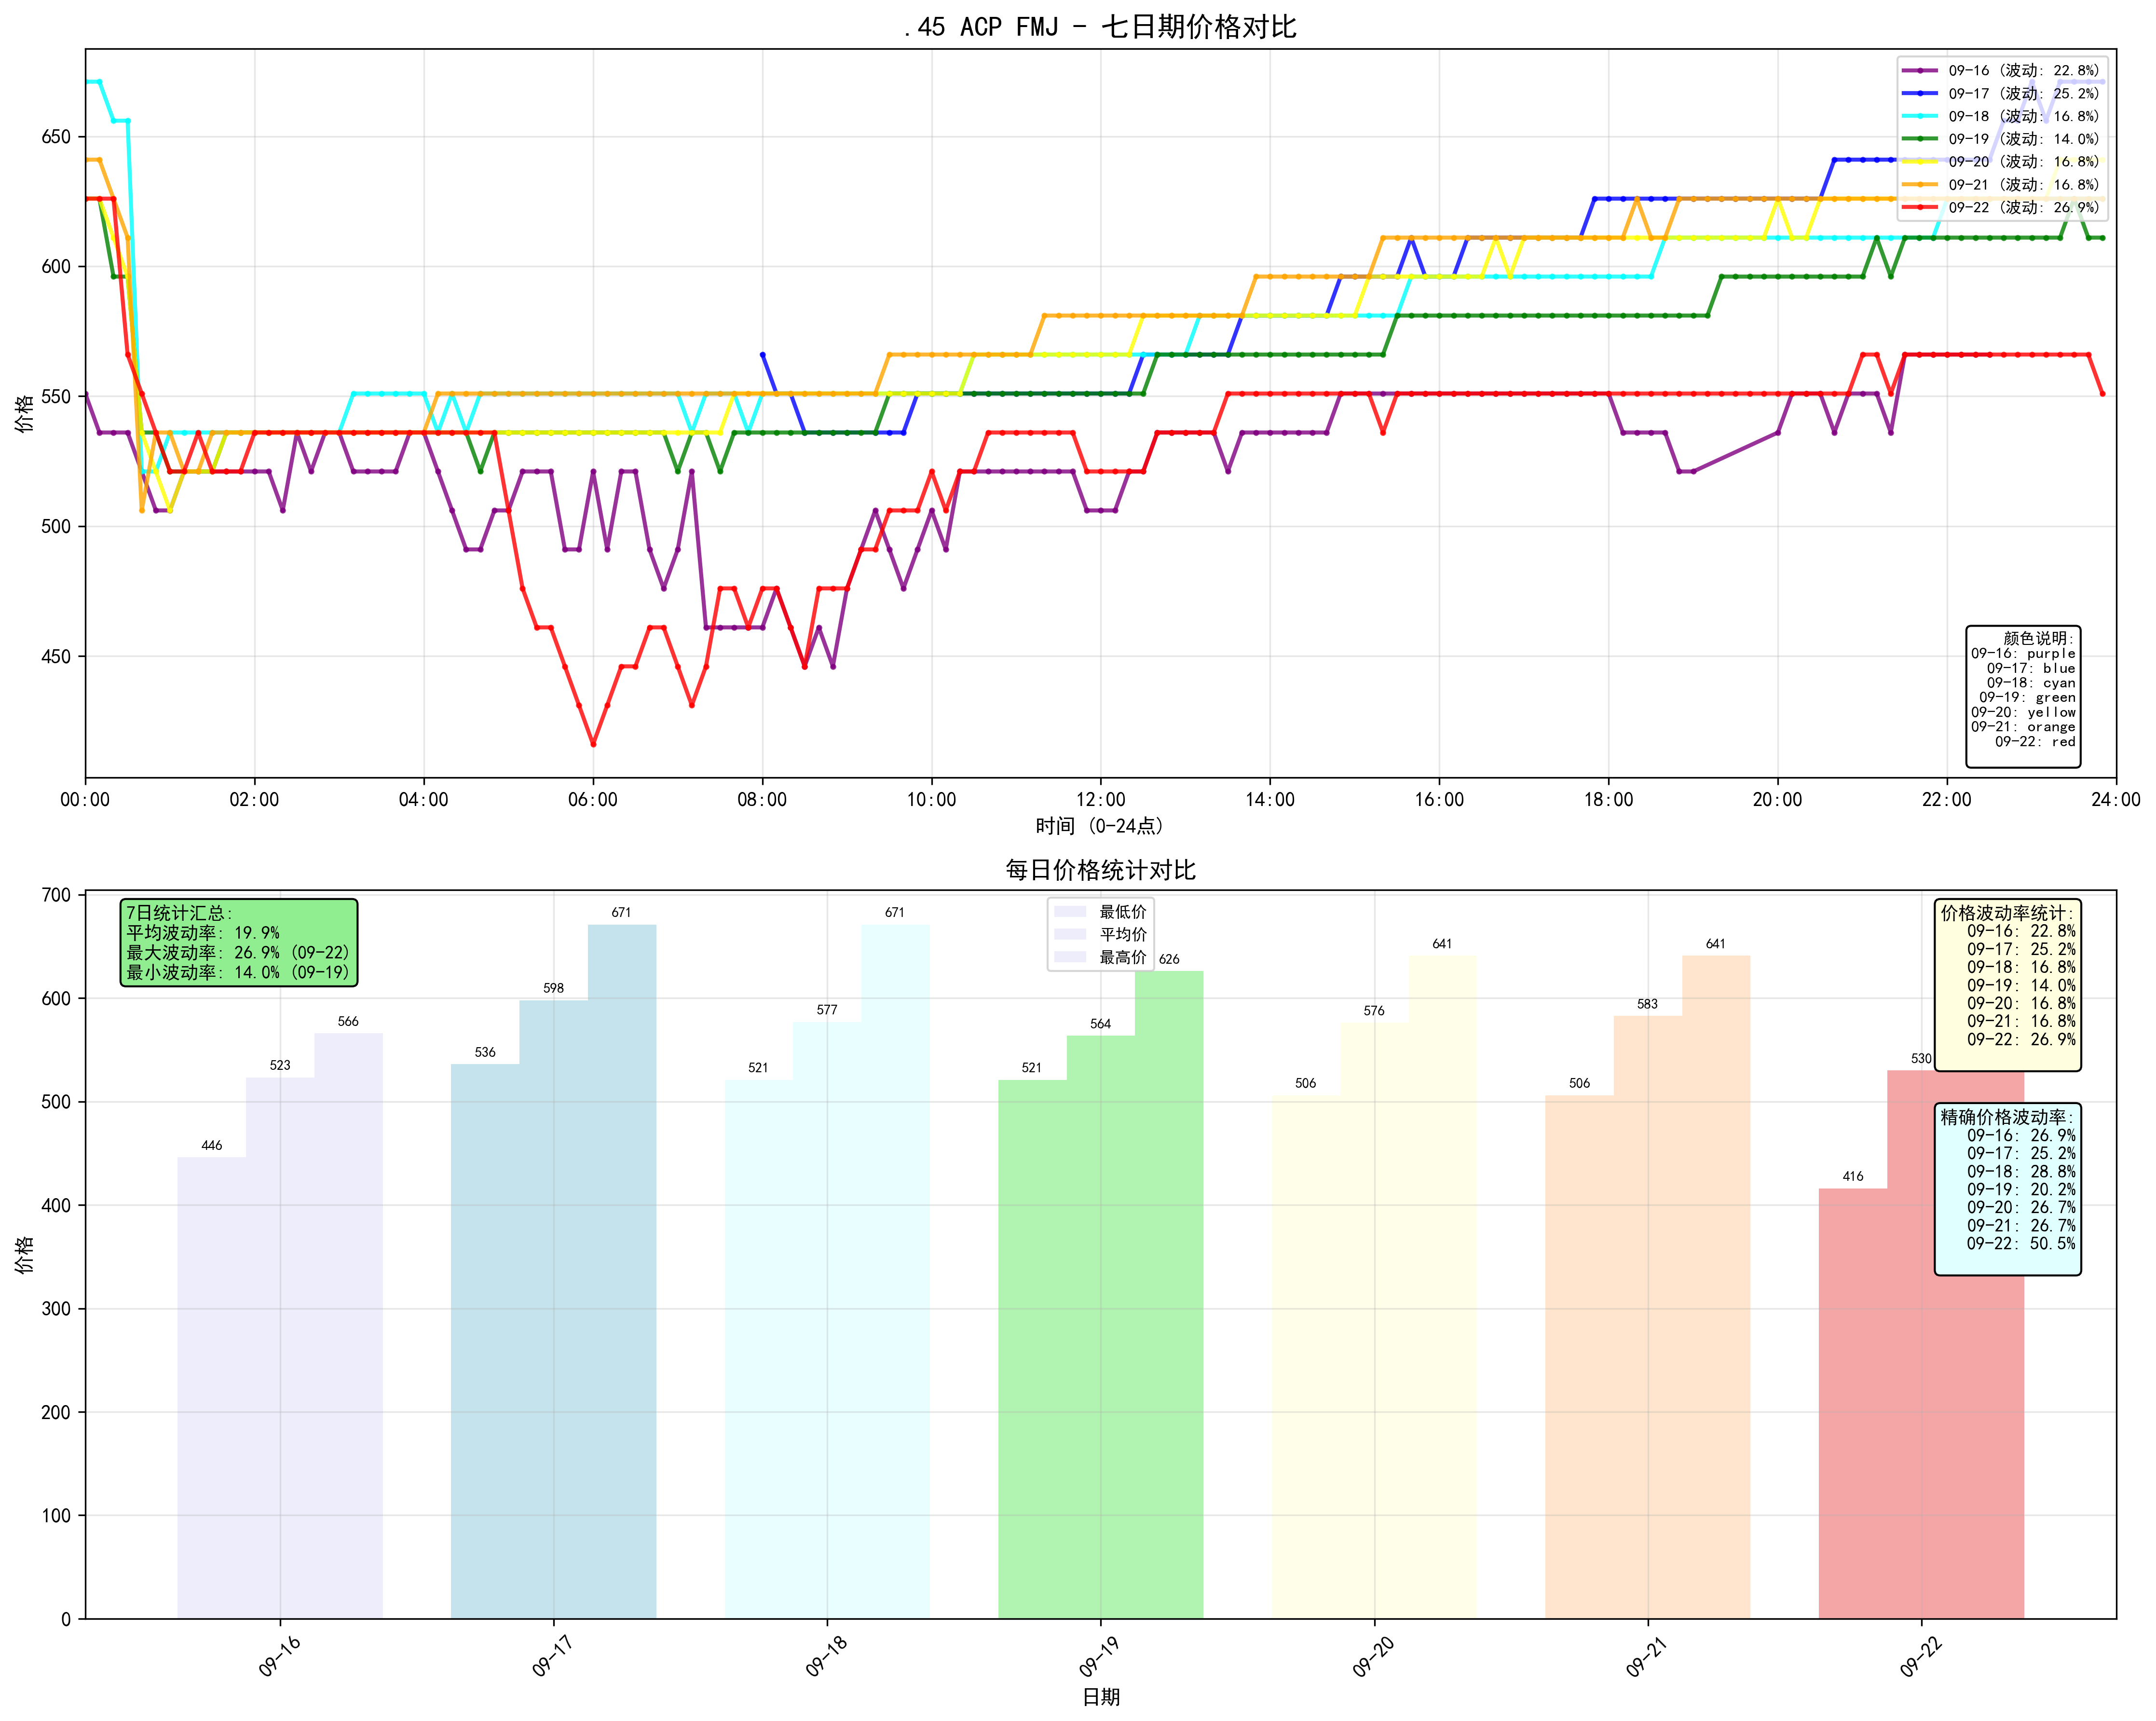 .45 ACP FMJ - 七日期价格对比
价格
650
600
550
500
450
09-16 (波动: 22.8%)
09-17 (波动: 25.2%)
09-18 (波动: 16.8%)
09-19 (波动: 14.0%)
09-20 (波动: 16.8%)
09-21 (波动: 16.8%)
09-22 (波动: 26.9%)
颜色说明:
09-16: purple
09-17: blue
09-18: cyan
09-19: green
09-20: yellow
09-21: orange
09-22: red
00:00 02:00 04:00 06:00 08:00 10:00 12:00 14:00 16:00 18:00 20:00 22:00 24:00
时间 (0-24点)
每日价格统计对比
价格
700
600
500
400
300
200
100
0
7日统计汇总:
平均波动率: 19.9%
最大波动率: 26.9% (09-22)
最小波动率: 14.0% (09-19)
最低价
平均价
最高价
446 523 566
536 598 671
521 577 671
521 564 626
506 576 641
506 583 641
416 530
价格波动率统计:
09-16: 22.8%
09-17: 25.2%
09-18: 16.8%
09-19: 14.0%
09-20: 16.8%
09-21: 16.8%
09-22: 26.9%
精确价格波动率:
09-16: 26.9%
09-17: 25.2%
09-18: 28.8%
09-19: 20.2%
09-20: 26.7%
09-21: 26.7%
09-22: 50.5%
09-16 09-17 09-18 09-19 09-20 09-21 09-22
日期